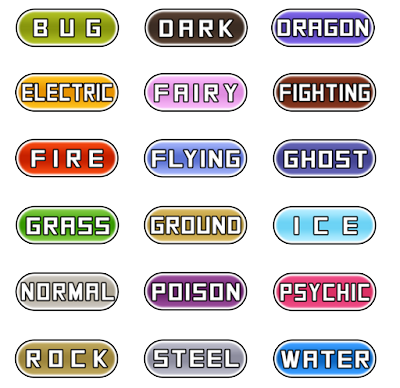 BUG DARK DRAGON
ELECTRIC FAIRY FIGHTING
FIRE FLYING GHOST
GRASS GROUND ICE
NORMAL POISON PSYCHIC
ROCK STEEL WATER